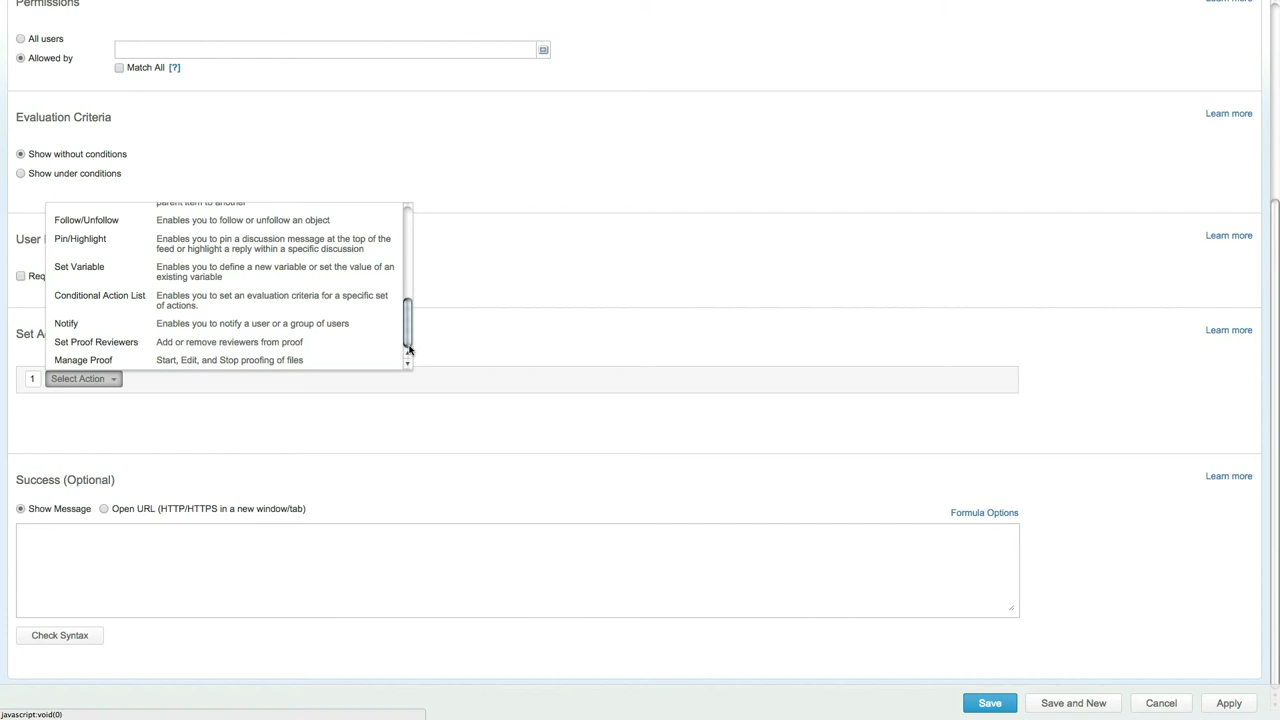 Permissions
Learn more
All users
Allowed by
Match All [?]
Evaluation Criteria
Learn more
Show without conditions
Show under conditions
parent item to another
Follow/Unfollow Enables you to follow or unfollow an object
Pin/Highlight Enables you to pin a discussion message at the top of the
feed or highlight a reply within a specific discussion
Set Variable Enables you to define a new variable or set the value of an
existing variable
Conditional Action List Enables you to set an evaluation criteria for a specific set
of actions.
Notify Enables you to notify a user or a group of users
Set Proof Reviewers Add or remove reviewers from proof
Manage Proof Start, Edit, and Stop proofing of files
User
Learn more
Req
Set A
Learn more
1 Select Action
Success (Optional)
Learn more
Show Message Open URL (HTTP/HTTPS in a new window/tab)
Formula Options
Check Syntax
Save Save and New Cancel Apply
javascript:void(0)